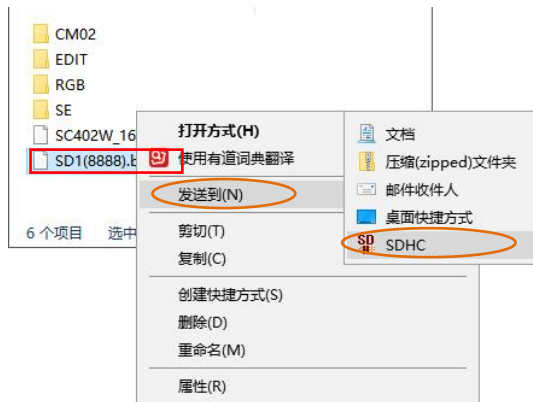 CM02
EDIT
RGB
SE
SC402W_16
SD1(8888).b
6 个项目 选中
打开方式(H)
使用有道词典翻译
发送到(N)
剪切(T)
复制(C)
创建快捷方式(S)
删除(D)
重命名(M)
属性(R)
文档
压缩(zipped)文件夹
邮件收件人
桌面快捷方式
SDHC